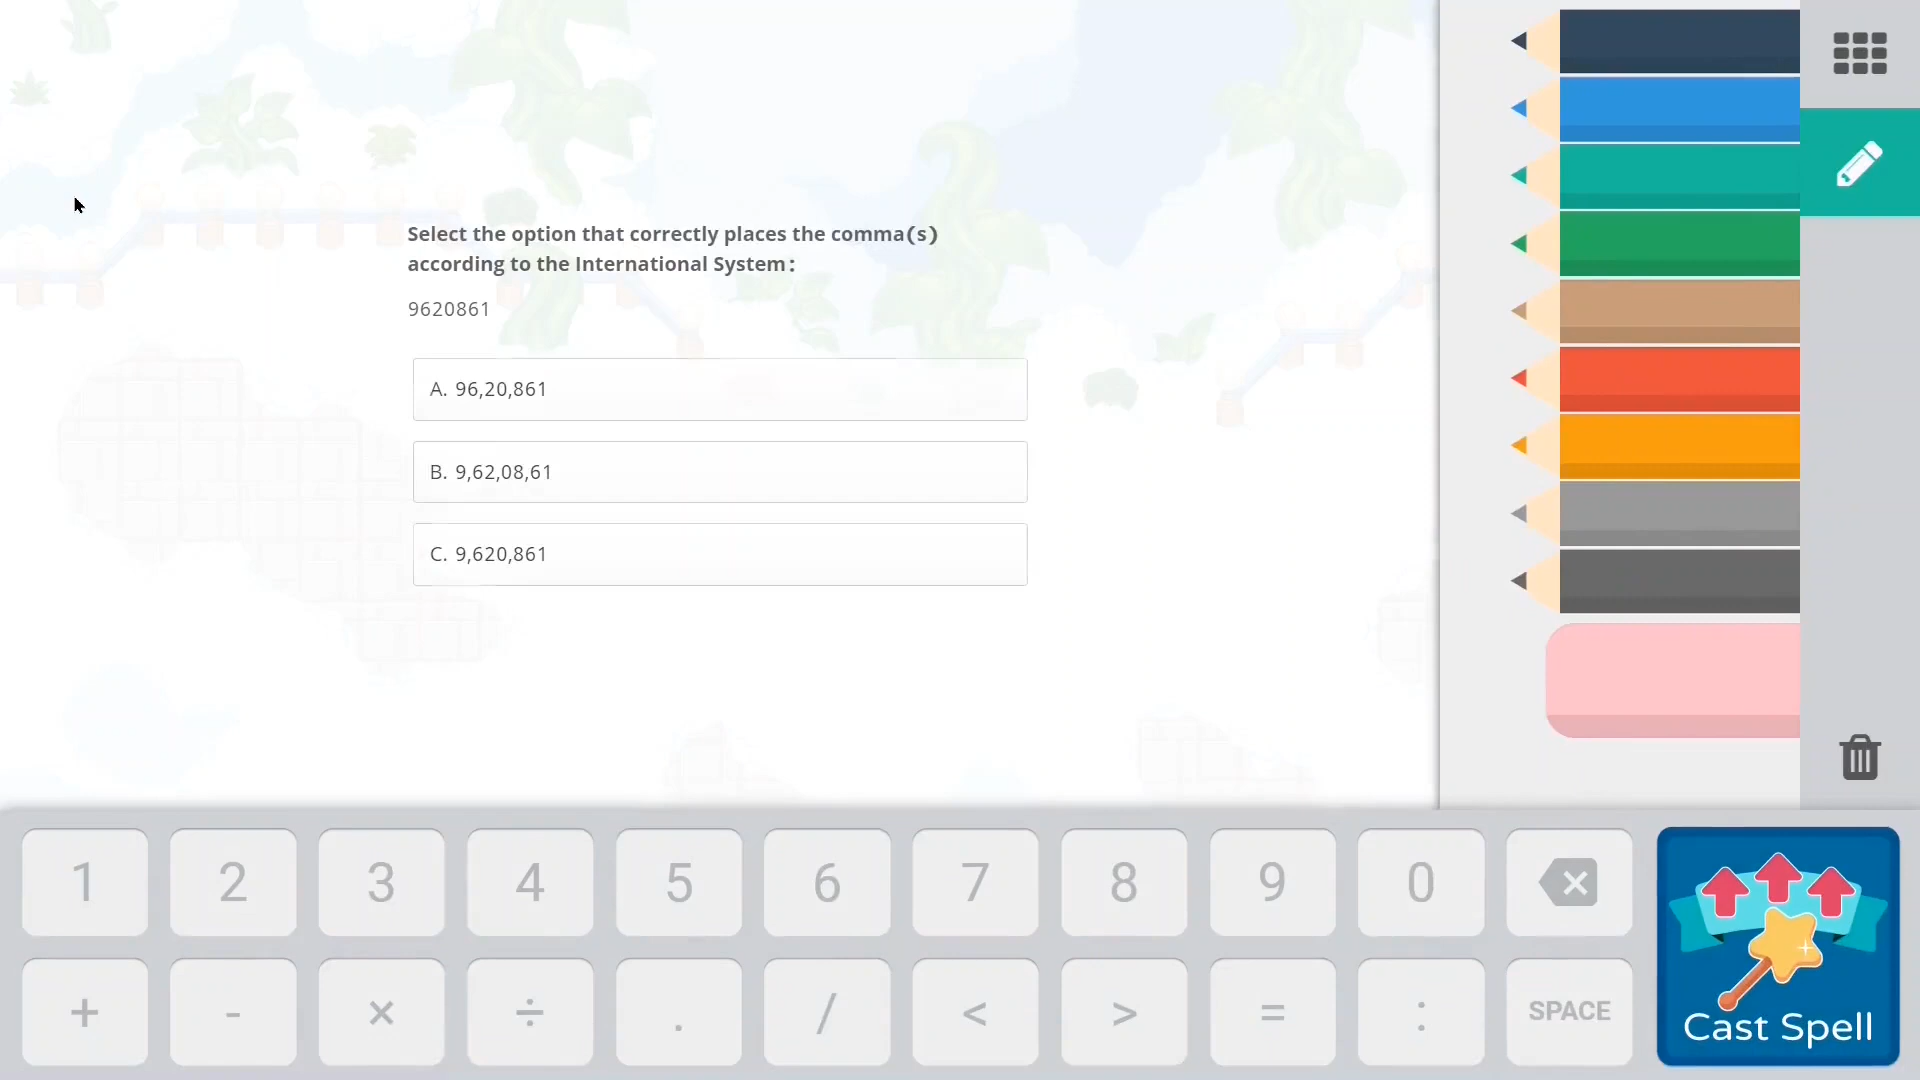 Select the option that correctly places the comma(s)
according to the International System:
9620861
A. 96,20,861
B. 9,62,08,61
C. 9,620,861
1 2 3 4 5 6 7 8 9 0
+ - × ÷ . / < > = : SPACE
Cast Spell